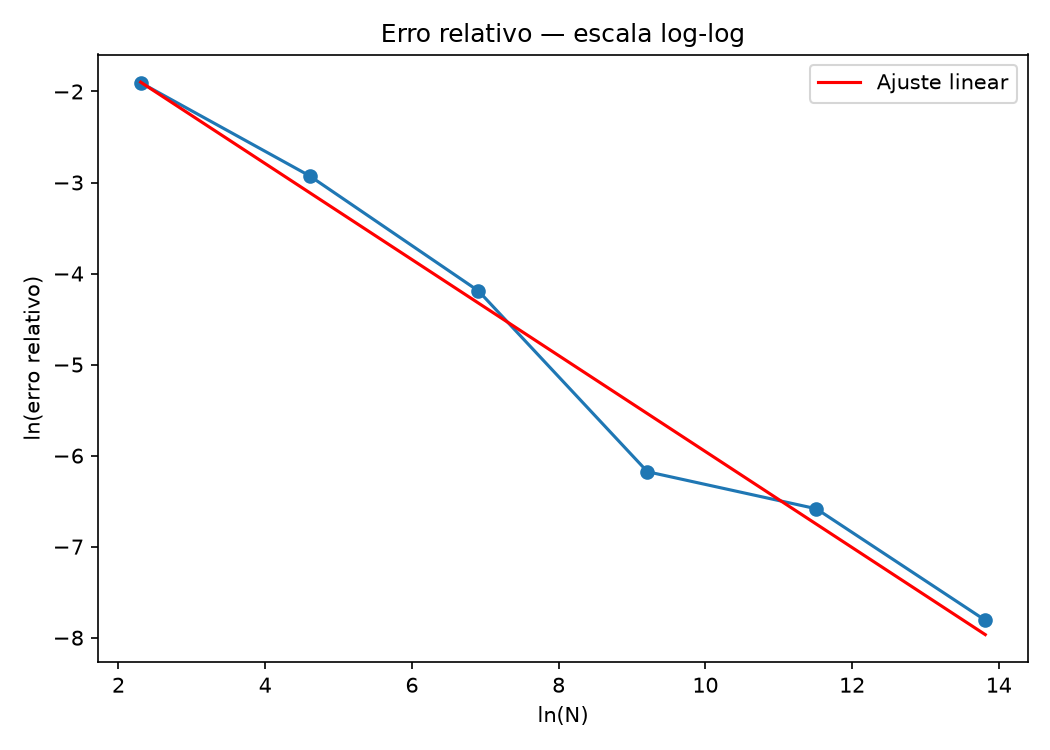 Erro relativo — escala log-log
Ajuste linear
−2
−3
−4
−5
−6
−7
−8
ln(erro relativo)
2 4 6 8 10 12 14
ln(N)